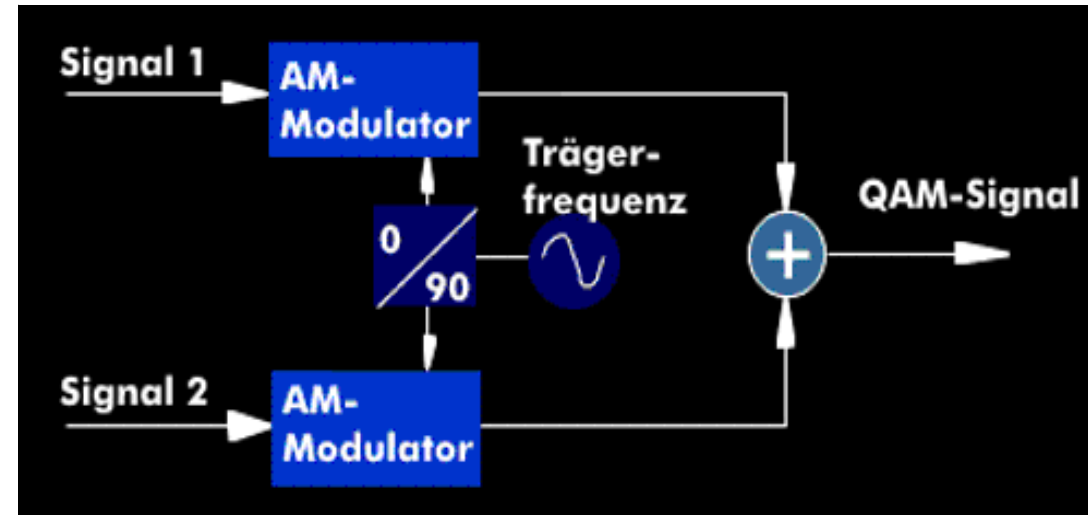 Signal 1
AM-
Modulator
Träger-
frequenz
QAM-Signal
0
90
Signal 2
AM-
Modulator